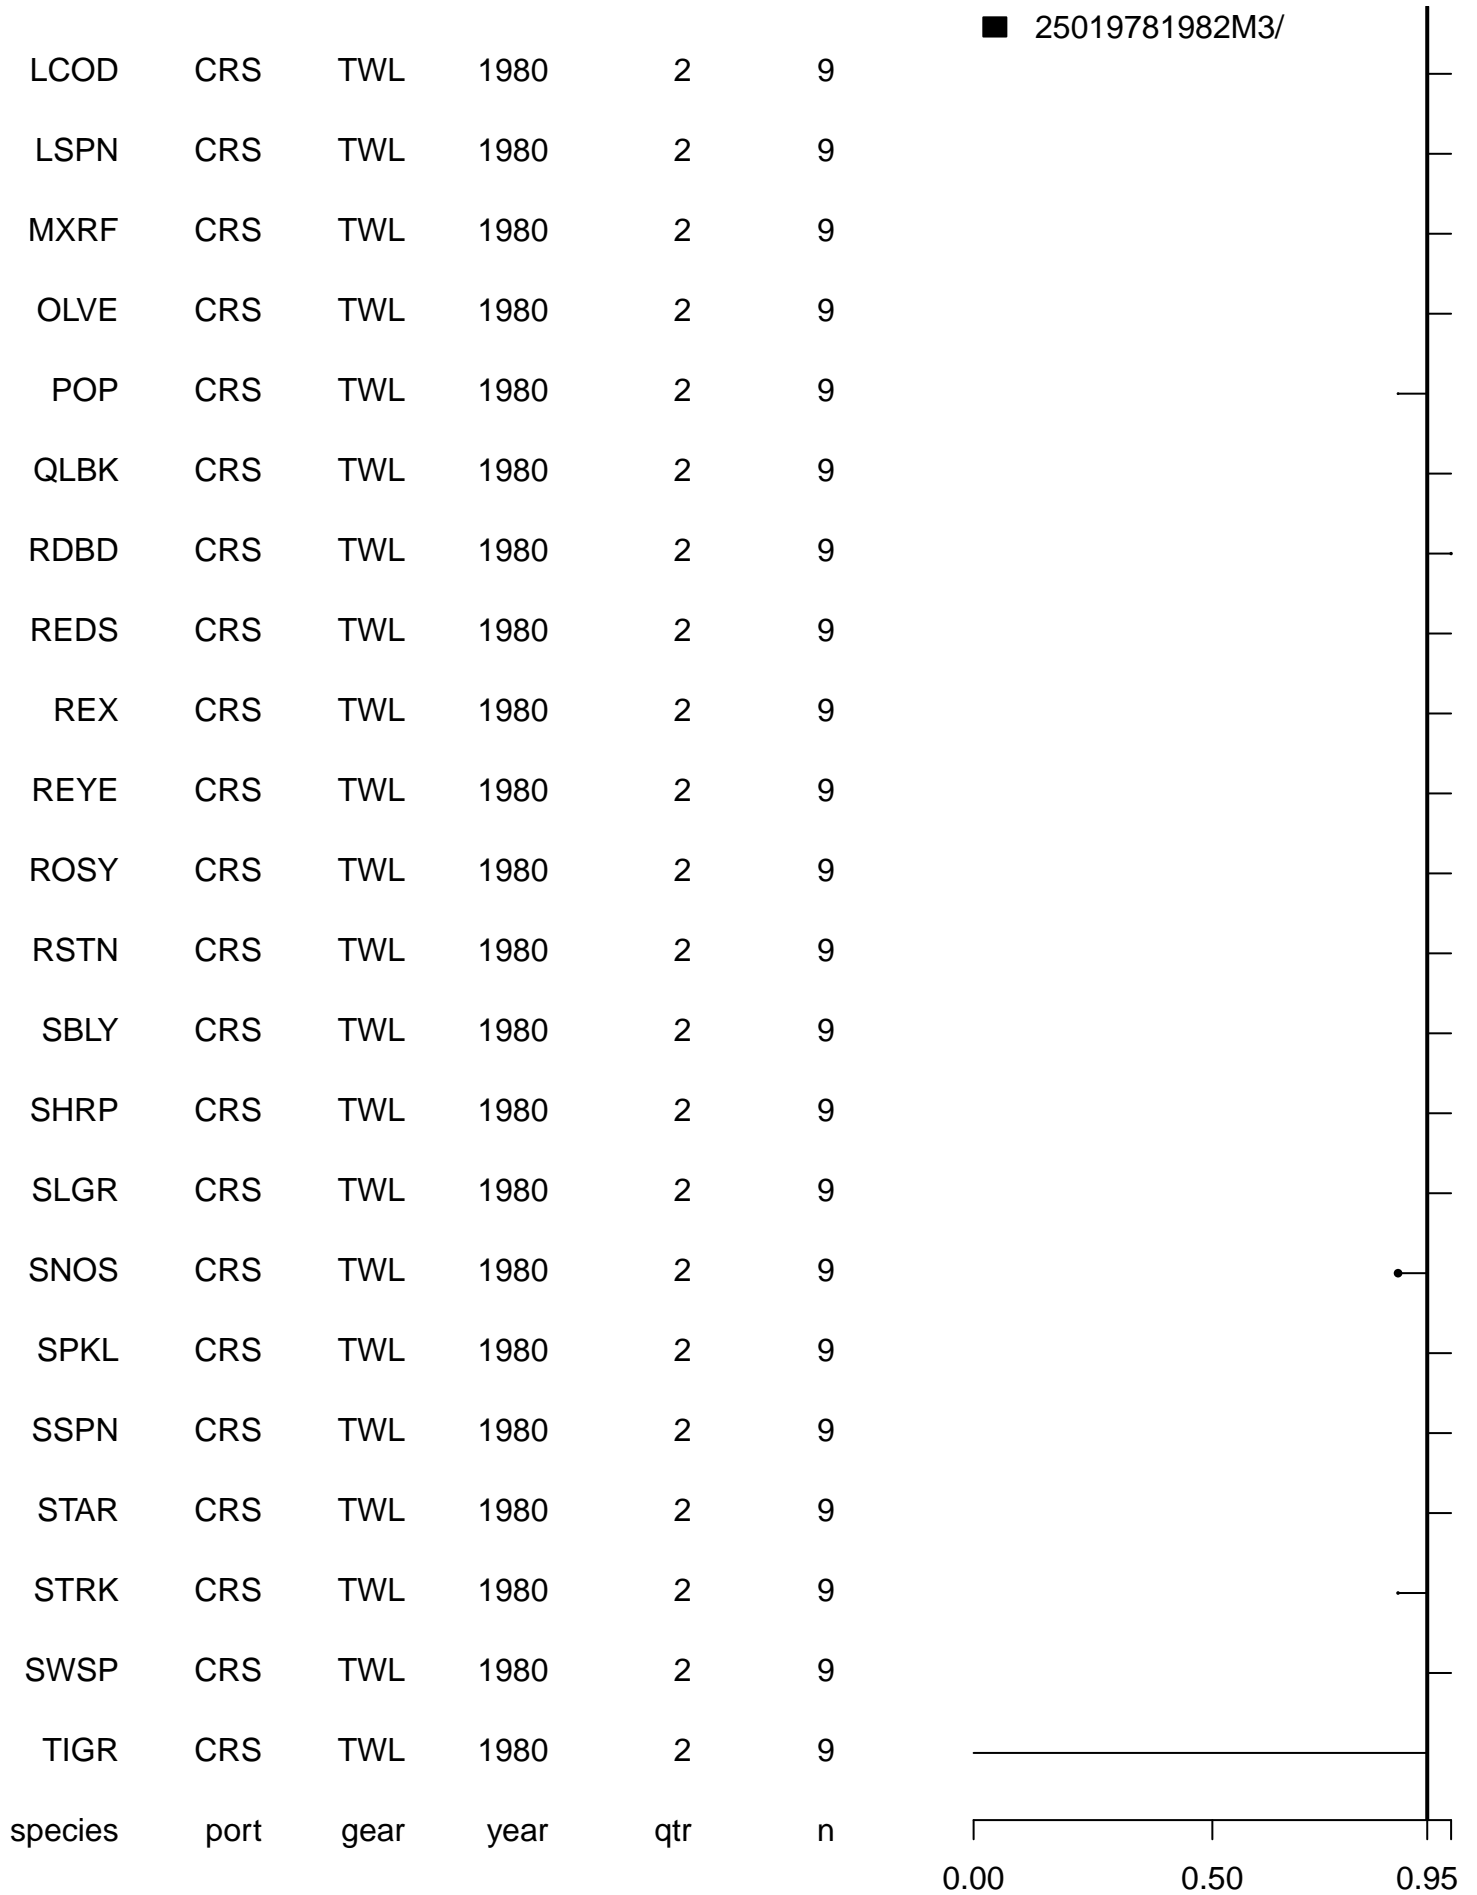 25019781982M3/
LCOD CRS TWL 1980 2 9
LSPN CRS TWL 1980 2 9
MXRF CRS TWL 1980 2 9
OLVE CRS TWL 1980 2 9
POP CRS TWL 1980 2 9
QLBK CRS TWL 1980 2 9
RDBD CRS TWL 1980 2 9
REDS CRS TWL 1980 2 9
REX CRS TWL 1980 2 9
REYE CRS TWL 1980 2 9
ROSY CRS TWL 1980 2 9
RSTN CRS TWL 1980 2 9
SBLY CRS TWL 1980 2 9
SHRP CRS TWL 1980 2 9
SLGR CRS TWL 1980 2 9
SNOS CRS TWL 1980 2 9
SPKL CRS TWL 1980 2 9
SSPN CRS TWL 1980 2 9
STAR CRS TWL 1980 2 9
STRK CRS TWL 1980 2 9
SWSP CRS TWL 1980 2 9
TIGR CRS TWL 1980 2 9
species port gear year qtr n
0.00 0.50 0.95